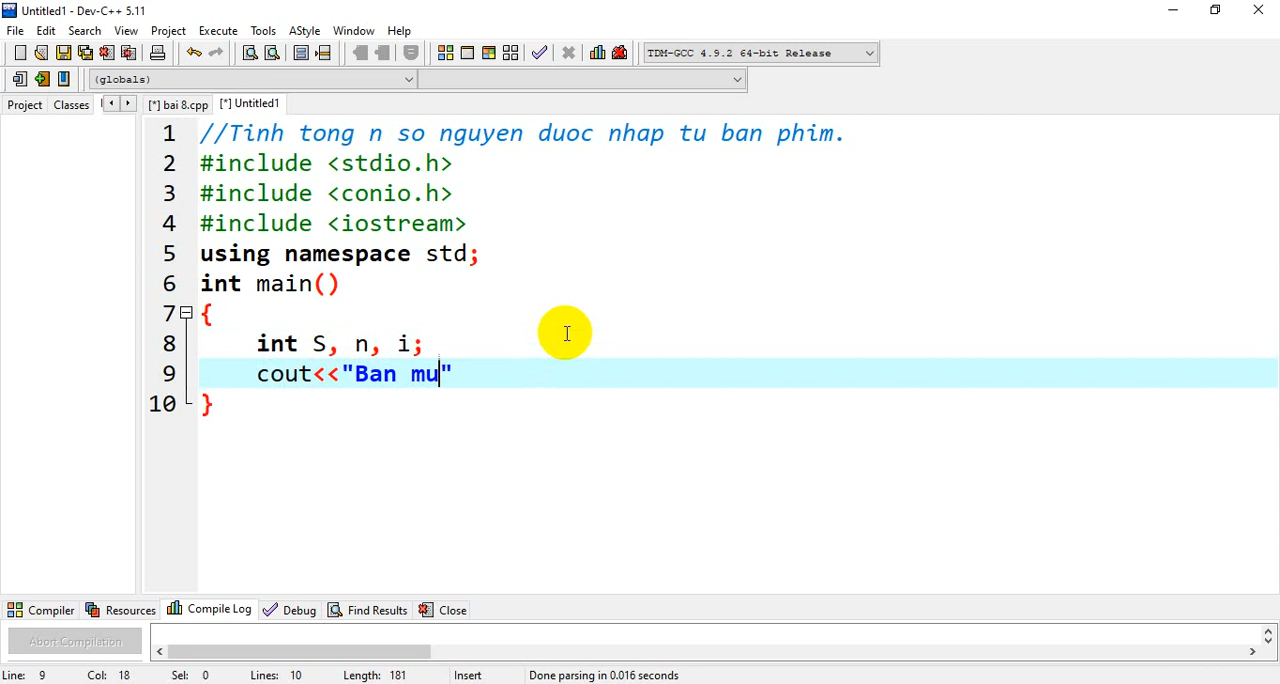 Untitled1 - Dev-C++ 5.11
File Edit Search View Project Execute Tools AStyle Window Help
TDM-GCC 4.9.2 64-bit Release
(globals)
Project Classes [*] bai 8.cpp [*] Untitled1
1 //Tinh tong n so nguyen duoc nhap tu ban phim.
2 #include <stdio.h>
3 #include <conio.h>
4 #include <iostream>
5 using namespace std;
6 int main()
7 {
8 int S, n, i;
9 cout<<"Ban mu"
10 }
Compiler Resources Compile Log Debug Find Results Close
Abort Compilation
Line: 9 Col: 18 Sel: 0 Lines: 10 Length: 181 Insert Done parsing in 0.016 seconds